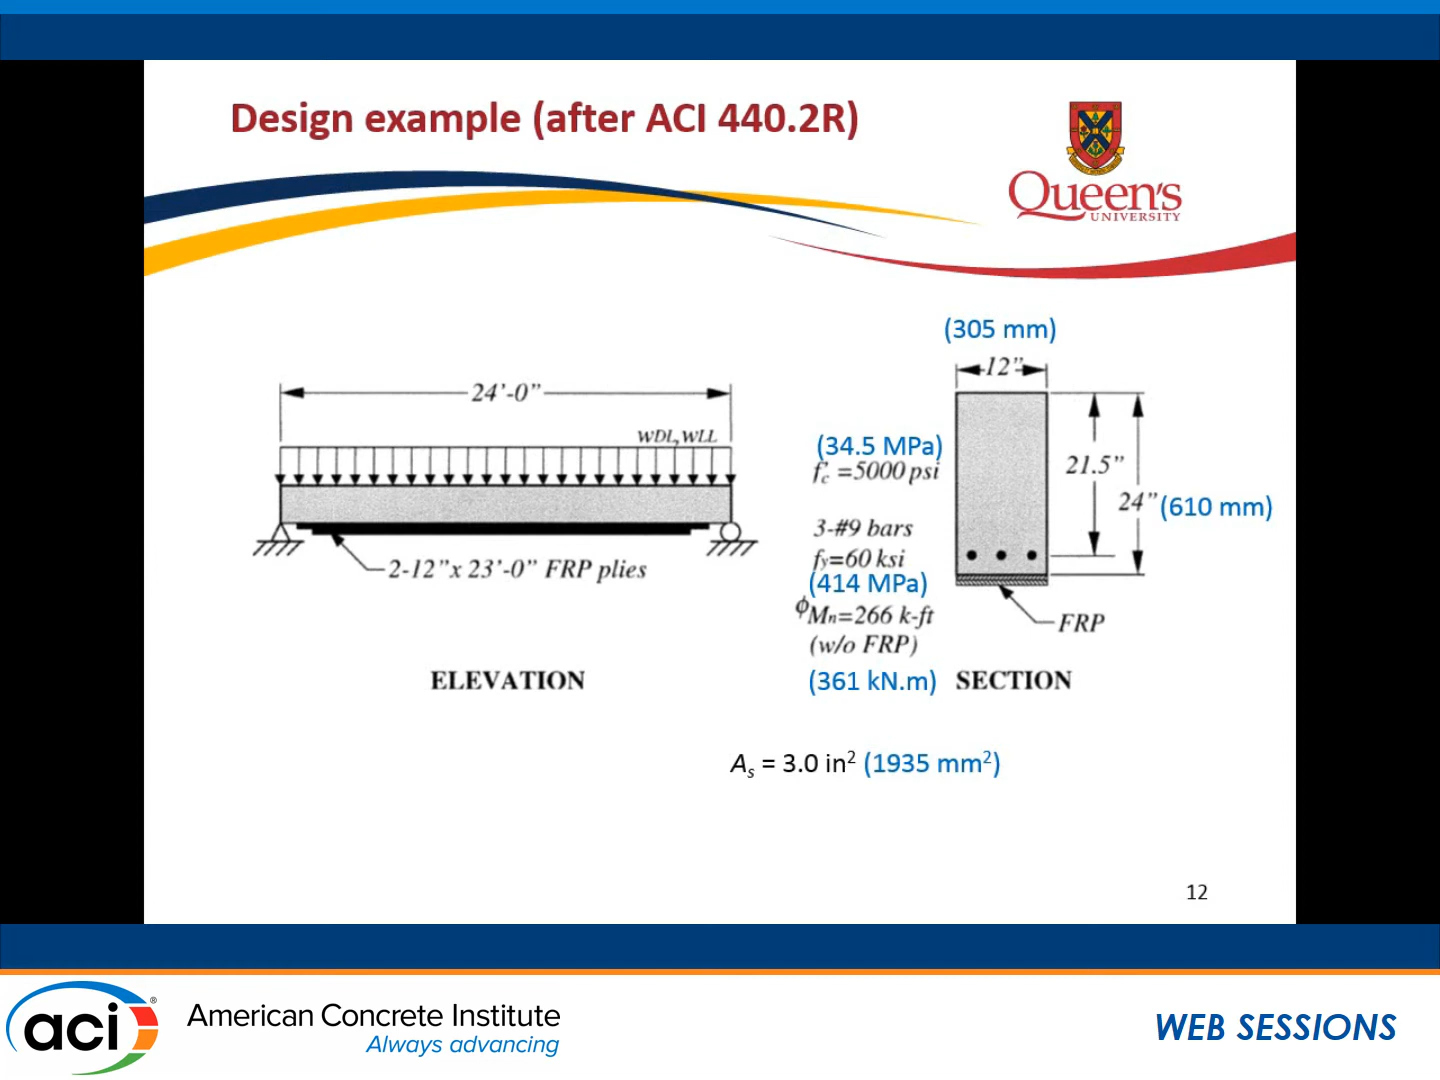 Design example (after ACI 440.2R)
Queen's
UNIVERSITY
(305 mm)
12"
24'-0"
WDL, WLL
(34.5 MPa)
f'c =5000 psi
21.5"
24" (610 mm)
3-#9 bars
fy=60 ksi
(414 MPa)
2-12"x 23'-0" FRP plies
ϕMn=266 k-ft
(w/o FRP)
FRP
ELEVATION
(361 kN.m)
SECTION
As = 3.0 in² (1935 mm²)
12
aci®
American Concrete Institute
Always advancing
WEB SESSIONS